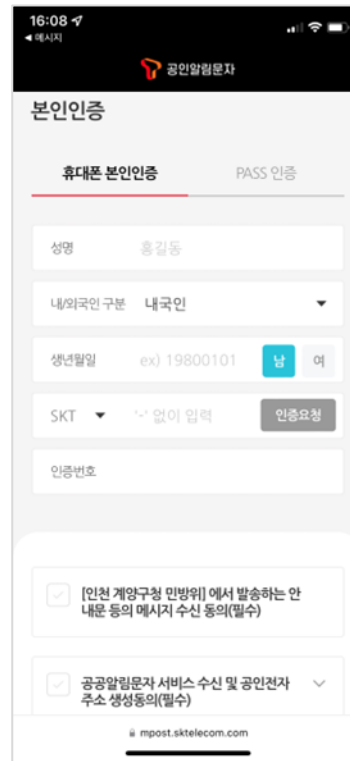 16:08
◀ 메시지
공인알림문자
본인인증
휴대폰 본인인증 PASS 인증
성명 홍길동
내/외국인 구분 내국인
생년월일 ex) 19800101 남 여
SKT '-' 없이 입력 인증요청
인증번호
[인천 계양구청 민방위] 에서 발송하는 안
내문 등의 메시지 수신 동의(필수)
공공알림문자 서비스 수신 및 공인전자
주소 생성동의(필수)
mpost.sktelecom.com